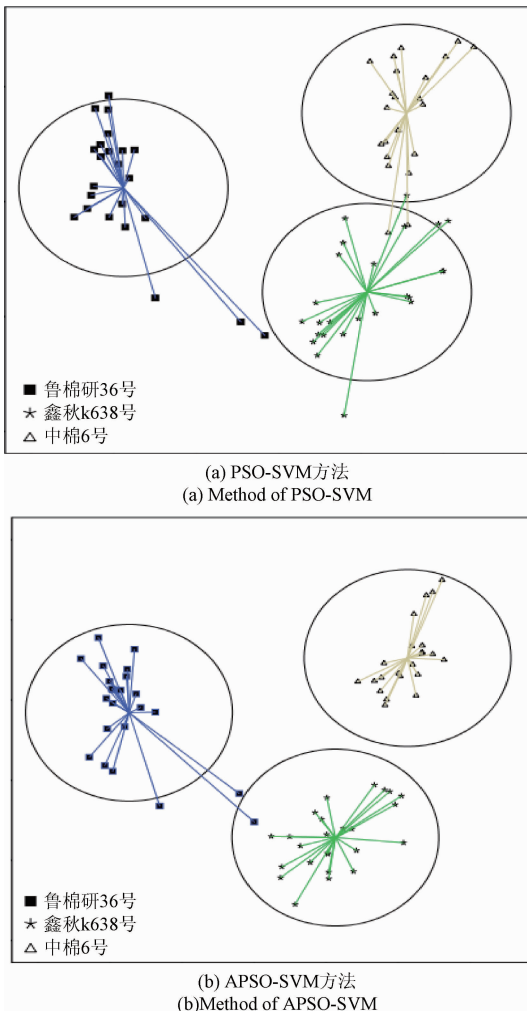 鲁棉研36号
鑫秋k638号
中棉6号
(a) PSO-SVM方法
(a) Method of PSO-SVM
鲁棉研36号
鑫秋k638号
中棉6号
(b) APSO-SVM方法
(b)Method of APSO-SVM